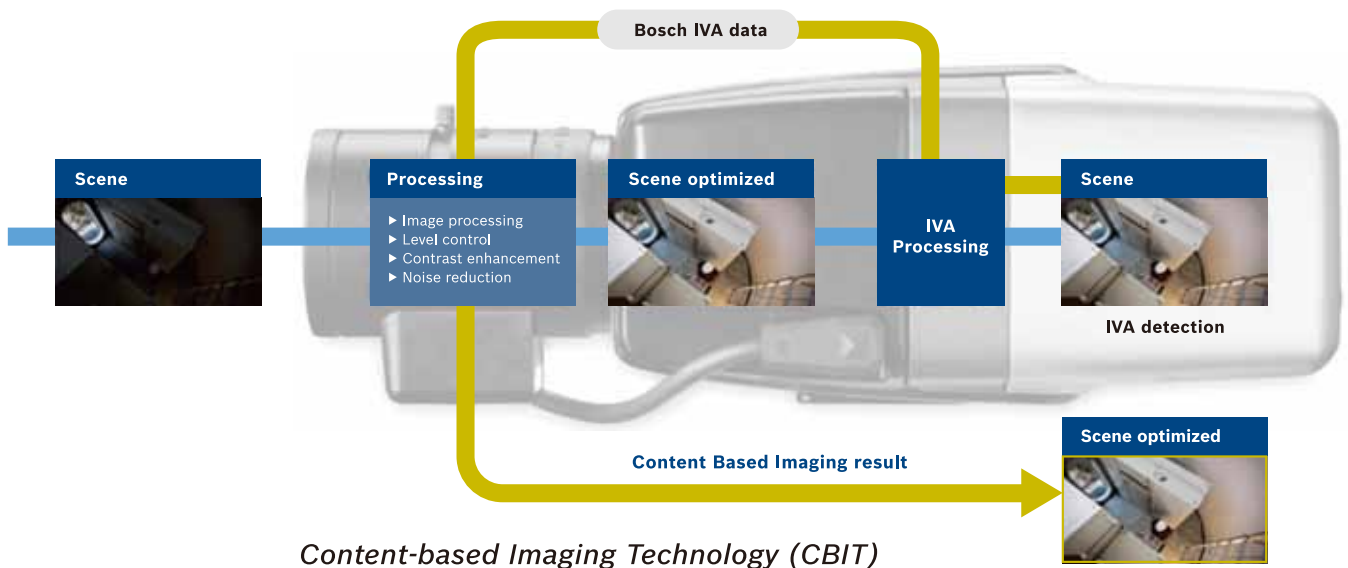 Bosch IVA data
Scene
Processing
▶ Image processing
▶ Level control
▶ Contrast enhancement
▶ Noise reduction
Scene optimized
IVA
Processing
Scene
IVA detection
Scene optimized
Content Based Imaging result
Content-based Imaging Technology (CBIT)